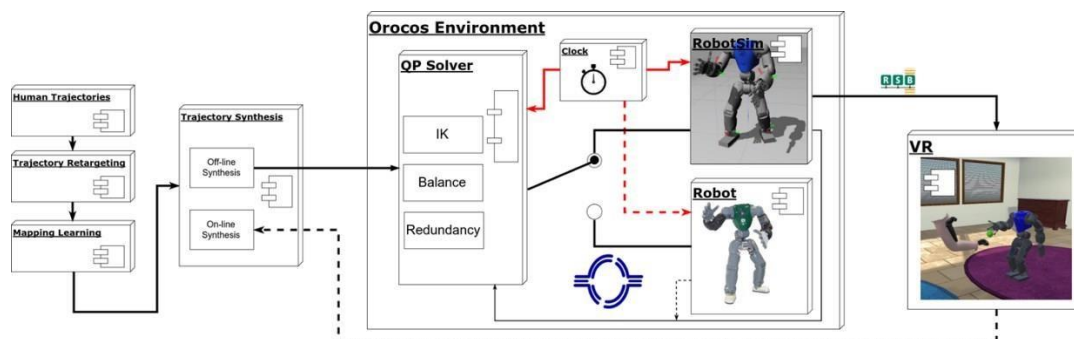 Orocos Environment
RobotSim
Clock
QP Solver
R S B
Human Trajectories
Trajectory Synthesis
IK
VR
Off-line
Synthesis
Trajectory Retargeting
Balance
Robot
On-line
Synthesis
Redundancy
Mapping Learning